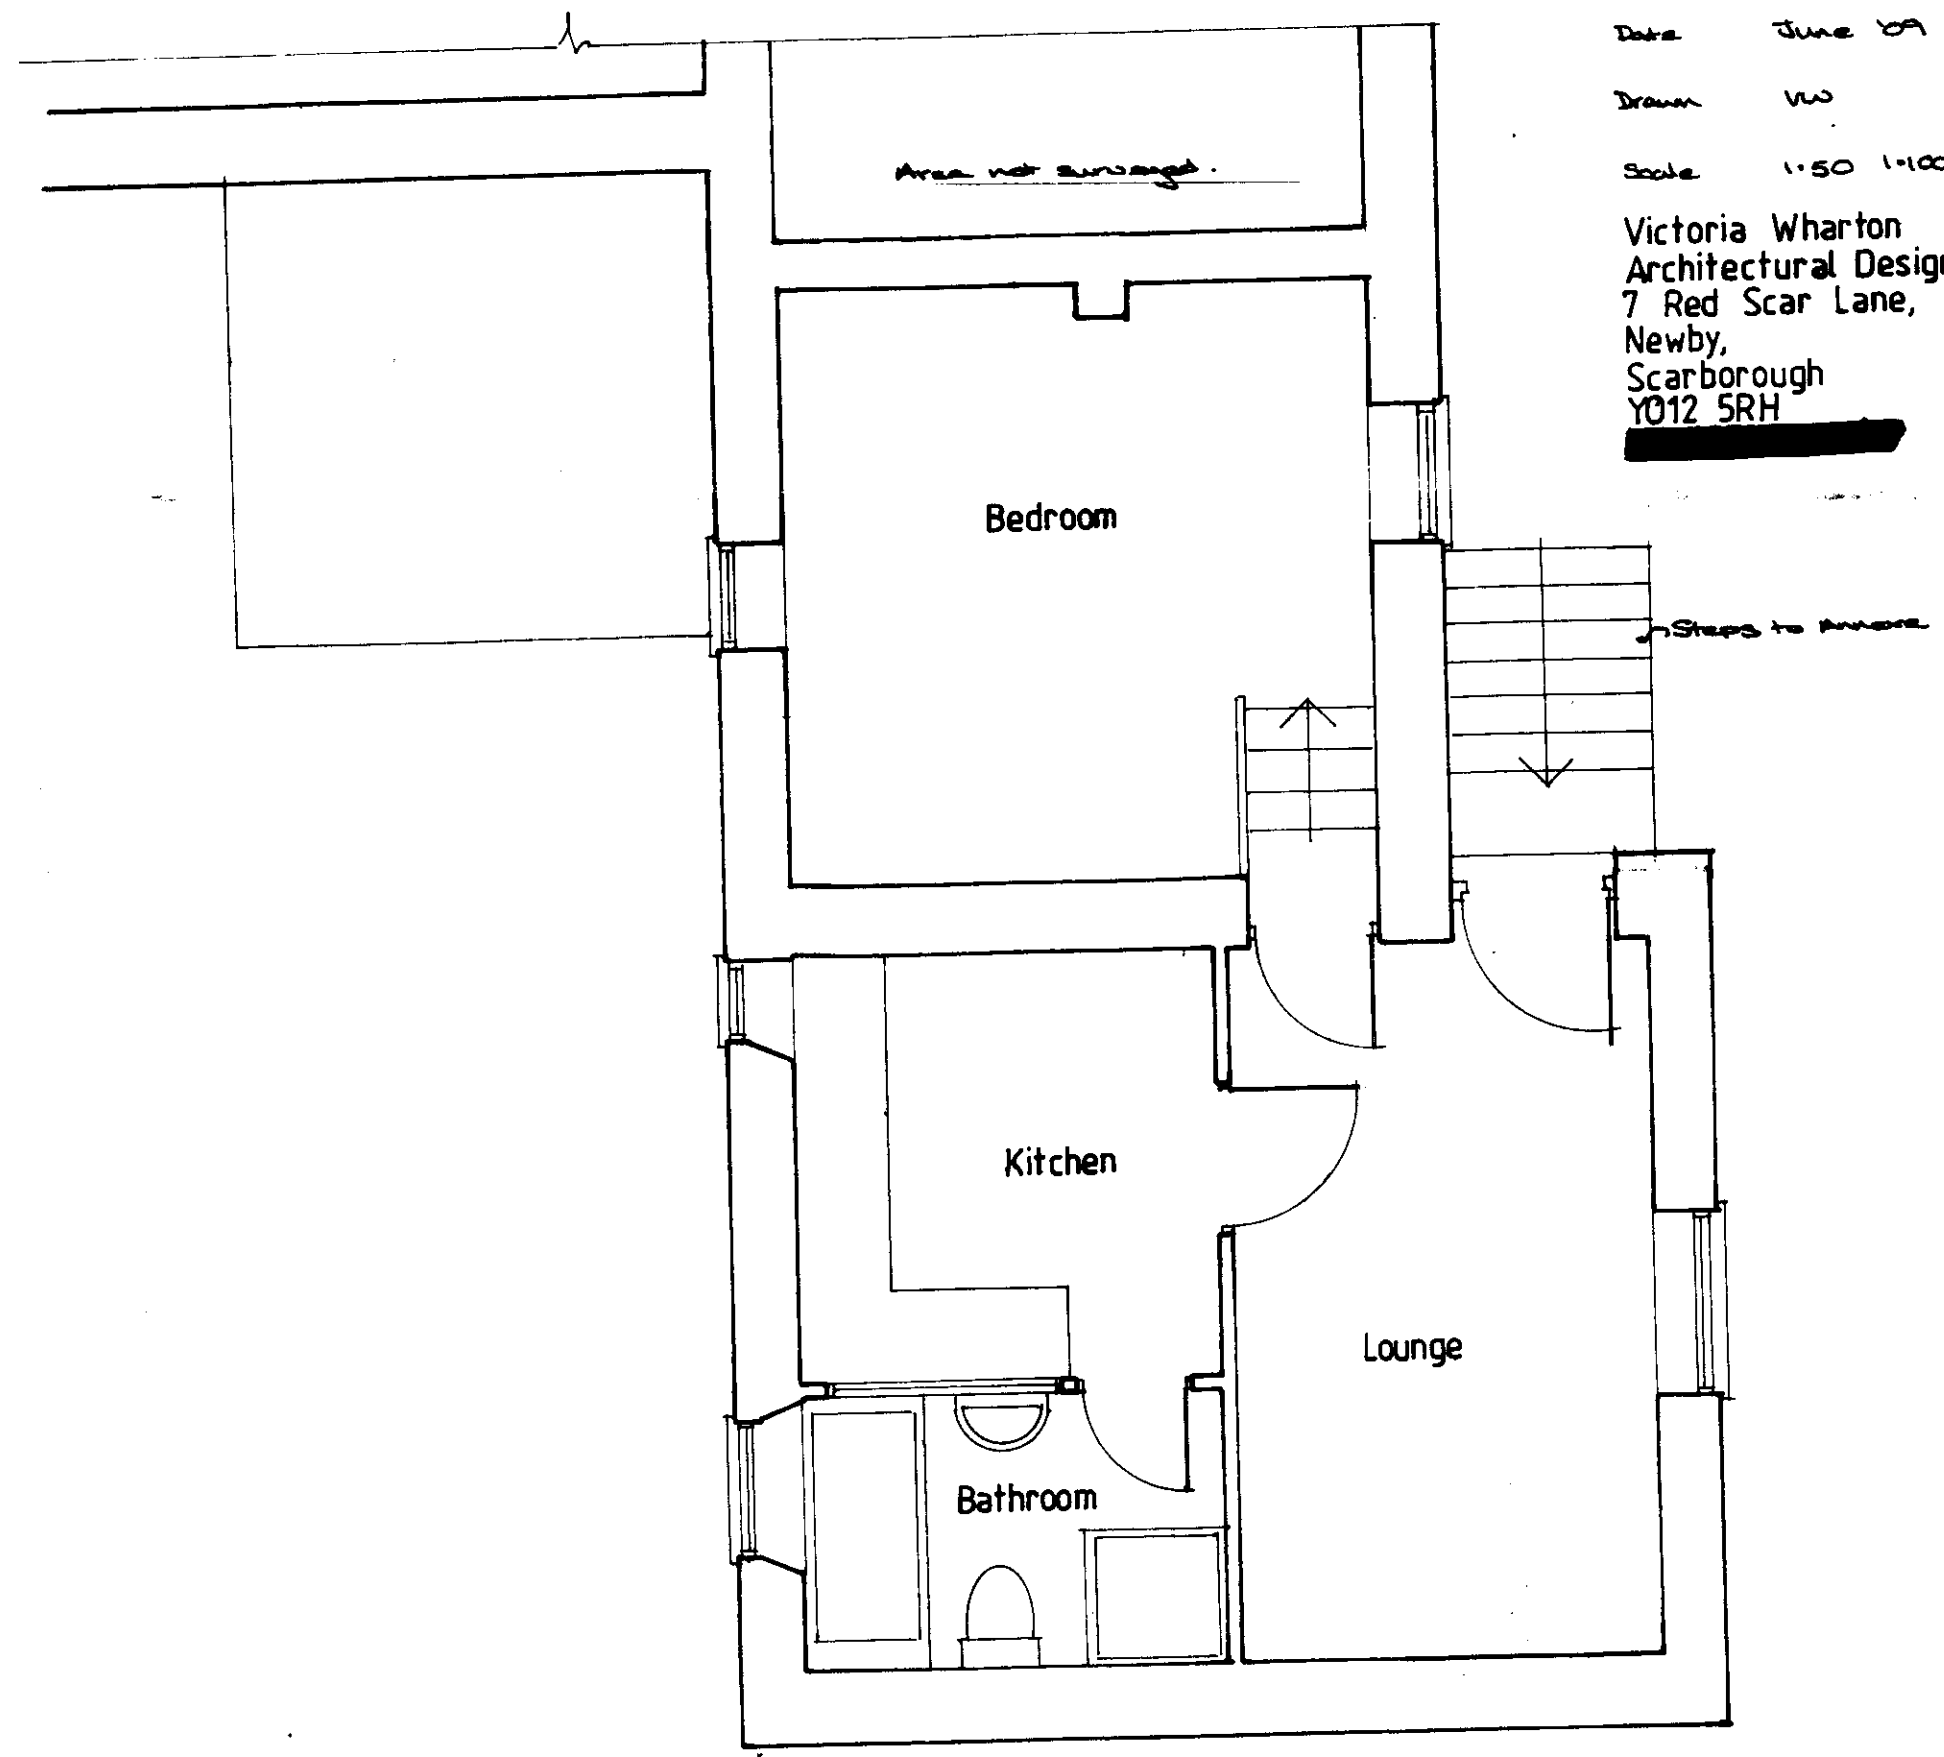 Date June '09
Drawn VW
Scale 1:50 1:100
Victoria Wharton
Architectural Design
7 Red Scar Lane,
Newby,
Scarborough
YO12 5RH
Area not surveyed.
Bedroom
Steps to Annexe
Kitchen
Lounge
Bathroom